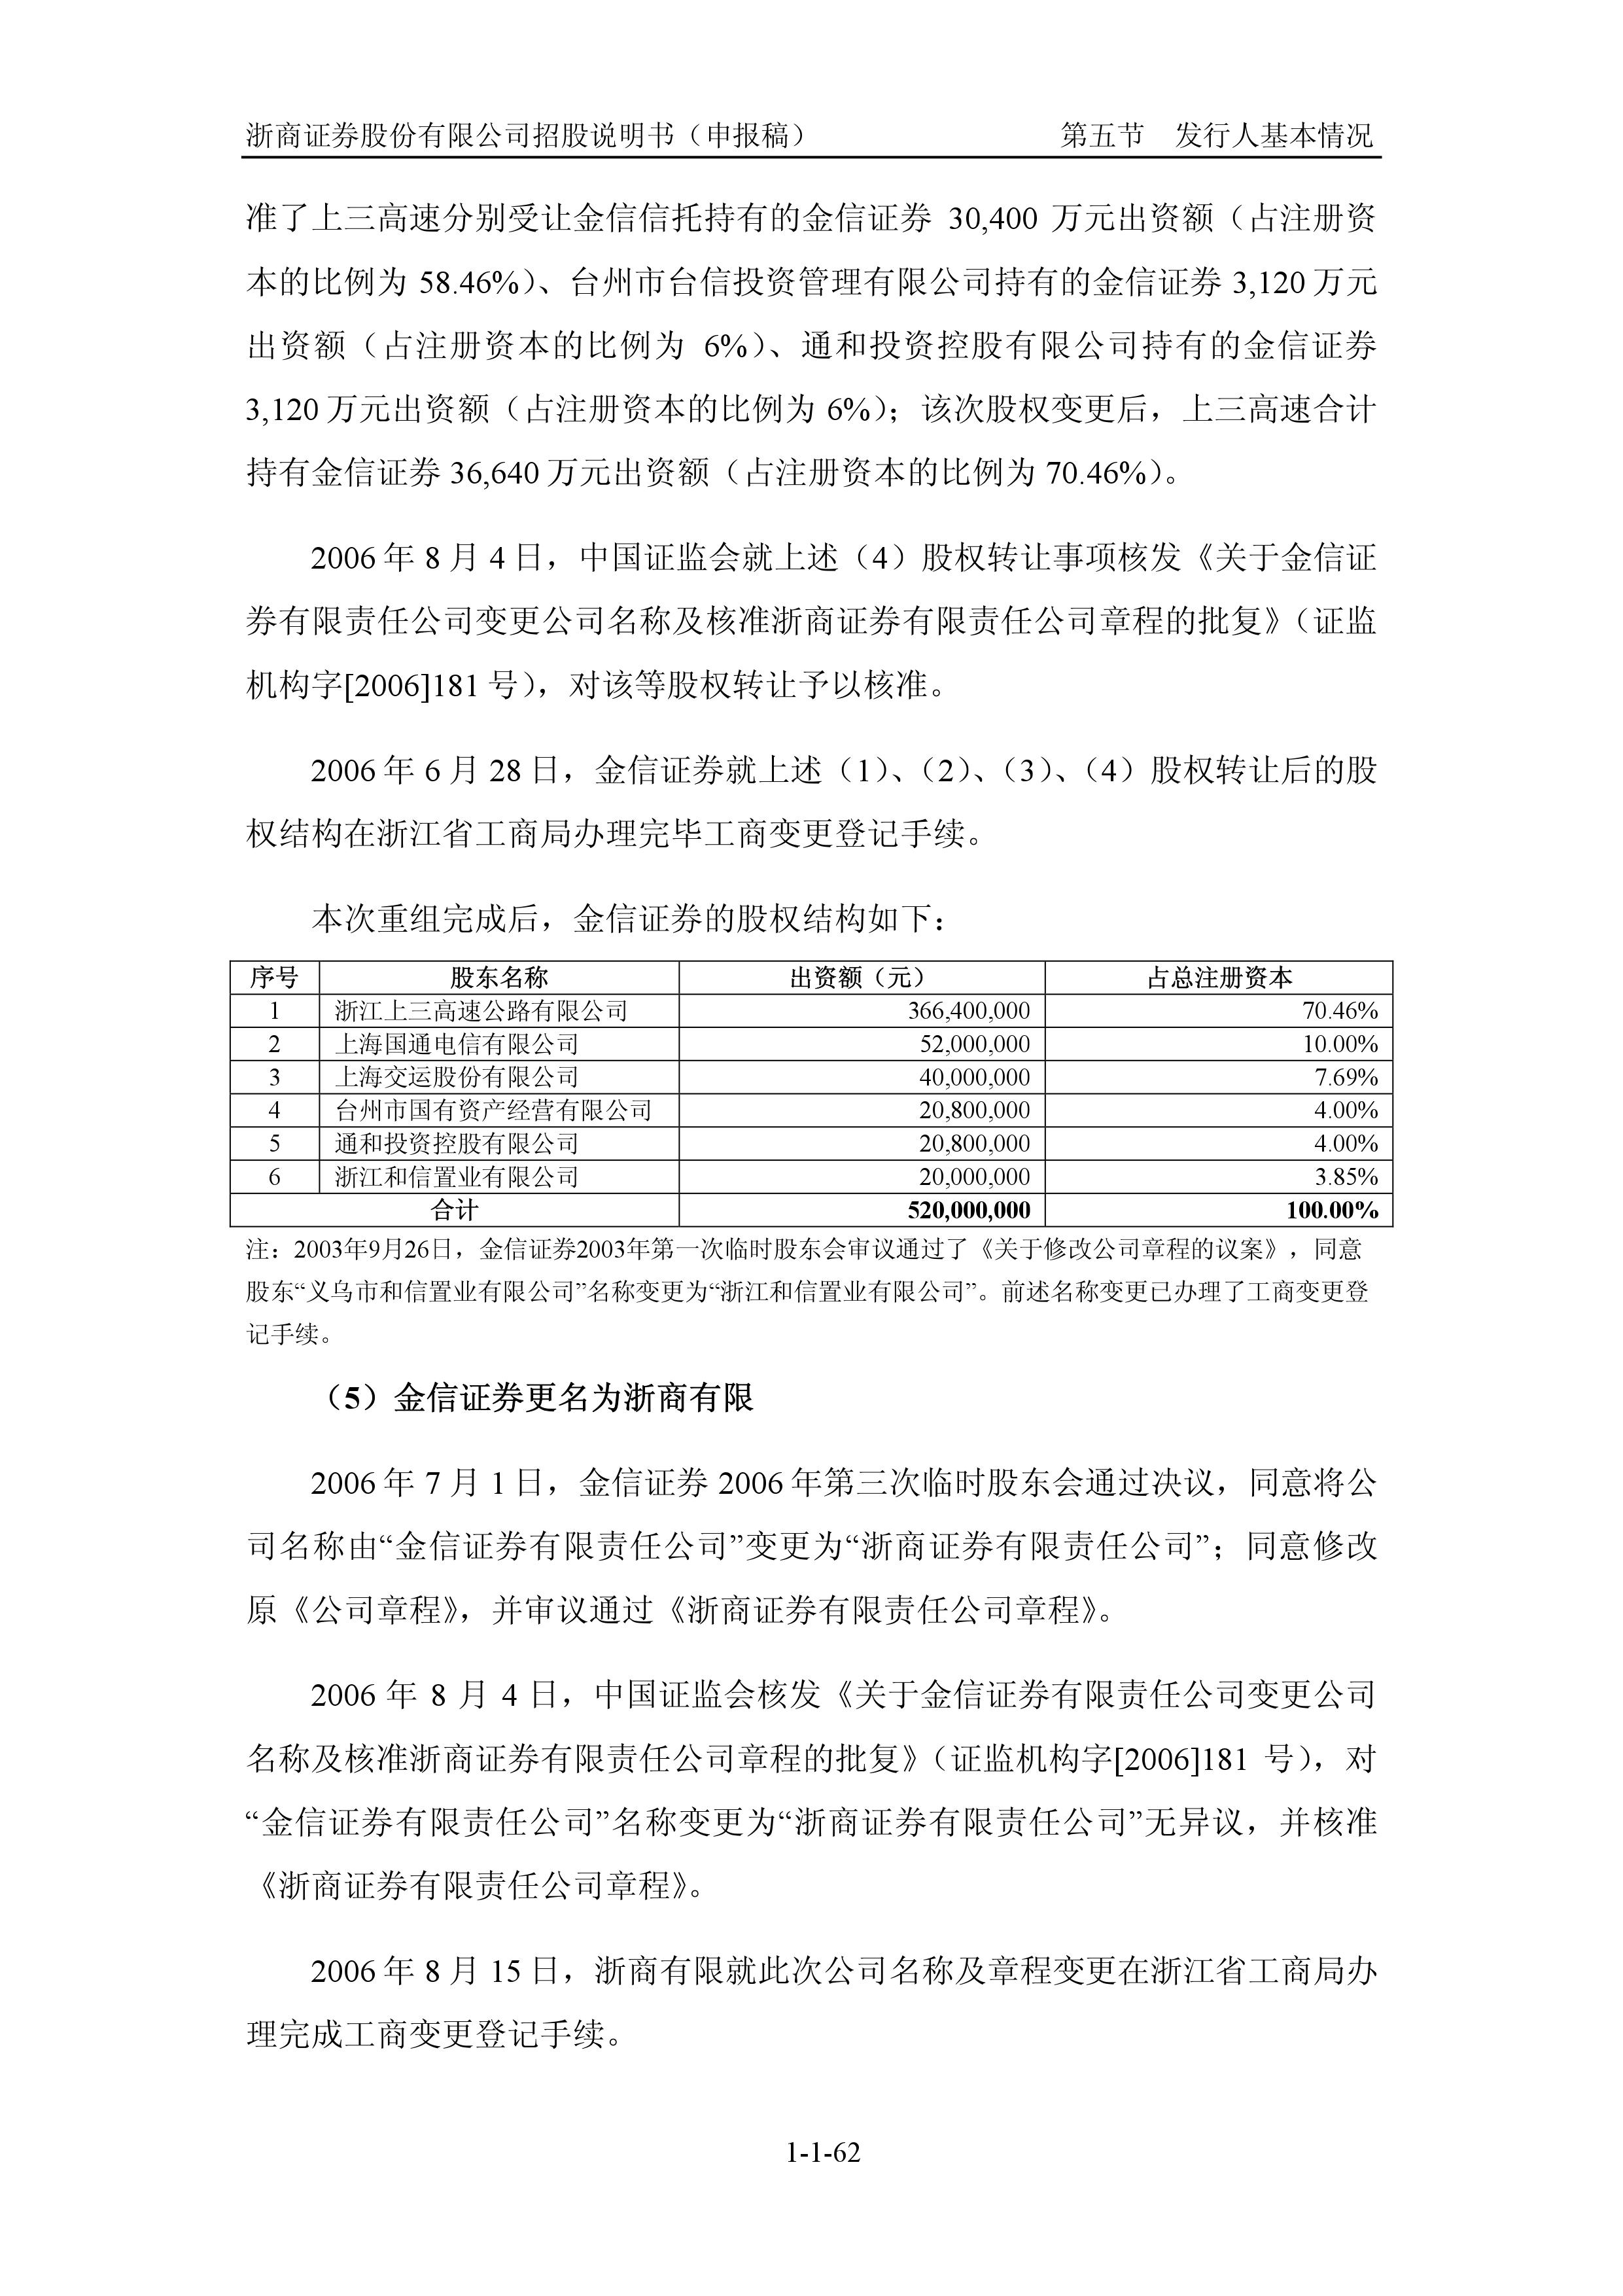 浙商证券股份有限公司招股说明书（申报稿） 第五节 发行人基本情况
准了上三高速分别受让金信信托持有的金信证券 30,400 万元出资额（占注册资
本的比例为 58.46%）、台州市台信投资管理有限公司持有的金信证券 3,120 万元
出资额（占注册资本的比例为 6%）、通和投资控股有限公司持有的金信证券
3,120 万元出资额（占注册资本的比例为 6%）；该次股权变更后，上三高速合计
持有金信证券 36,640 万元出资额（占注册资本的比例为 70.46%）。
2006 年 8 月 4 日，中国证监会就上述（4）股权转让事项核发《关于金信证
券有限责任公司变更公司名称及核准浙商证券有限责任公司章程的批复》（证监
机构字[2006]181 号），对该等股权转让予以核准。
2006 年 6 月 28 日，金信证券就上述（1）、（2）、（3）、（4）股权转让后的股
权结构在浙江省工商局办理完毕工商变更登记手续。
本次重组完成后，金信证券的股权结构如下：
序号 股东名称 出资额（元） 占总注册资本
1 浙江上三高速公路有限公司 366,400,000 70.46%
2 上海国通电信有限公司 52,000,000 10.00%
3 上海交运股份有限公司 40,000,000 7.69%
4 台州市国有资产经营有限公司 20,800,000 4.00%
5 通和投资控股有限公司 20,800,000 4.00%
6 浙江和信置业有限公司 20,000,000 3.85%
合计 520,000,000 100.00%
注：2003年9月26日，金信证券2003年第一次临时股东会审议通过了《关于修改公司章程的议案》，同意
股东“义乌市和信置业有限公司”名称变更为“浙江和信置业有限公司”。前述名称变更已办理了工商变更登
记手续。
（5）金信证券更名为浙商有限
2006 年 7 月 1 日，金信证券 2006 年第三次临时股东会通过决议，同意将公
司名称由“金信证券有限责任公司”变更为“浙商证券有限责任公司”；同意修改
原《公司章程》，并审议通过《浙商证券有限责任公司章程》。
2006 年 8 月 4 日，中国证监会核发《关于金信证券有限责任公司变更公司
名称及核准浙商证券有限责任公司章程的批复》（证监机构字[2006]181 号），对
“金信证券有限责任公司”名称变更为“浙商证券有限责任公司”无异议，并核准
《浙商证券有限责任公司章程》。
2006 年 8 月 15 日，浙商有限就此次公司名称及章程变更在浙江省工商局办
理完成工商变更登记手续。
1-1-62